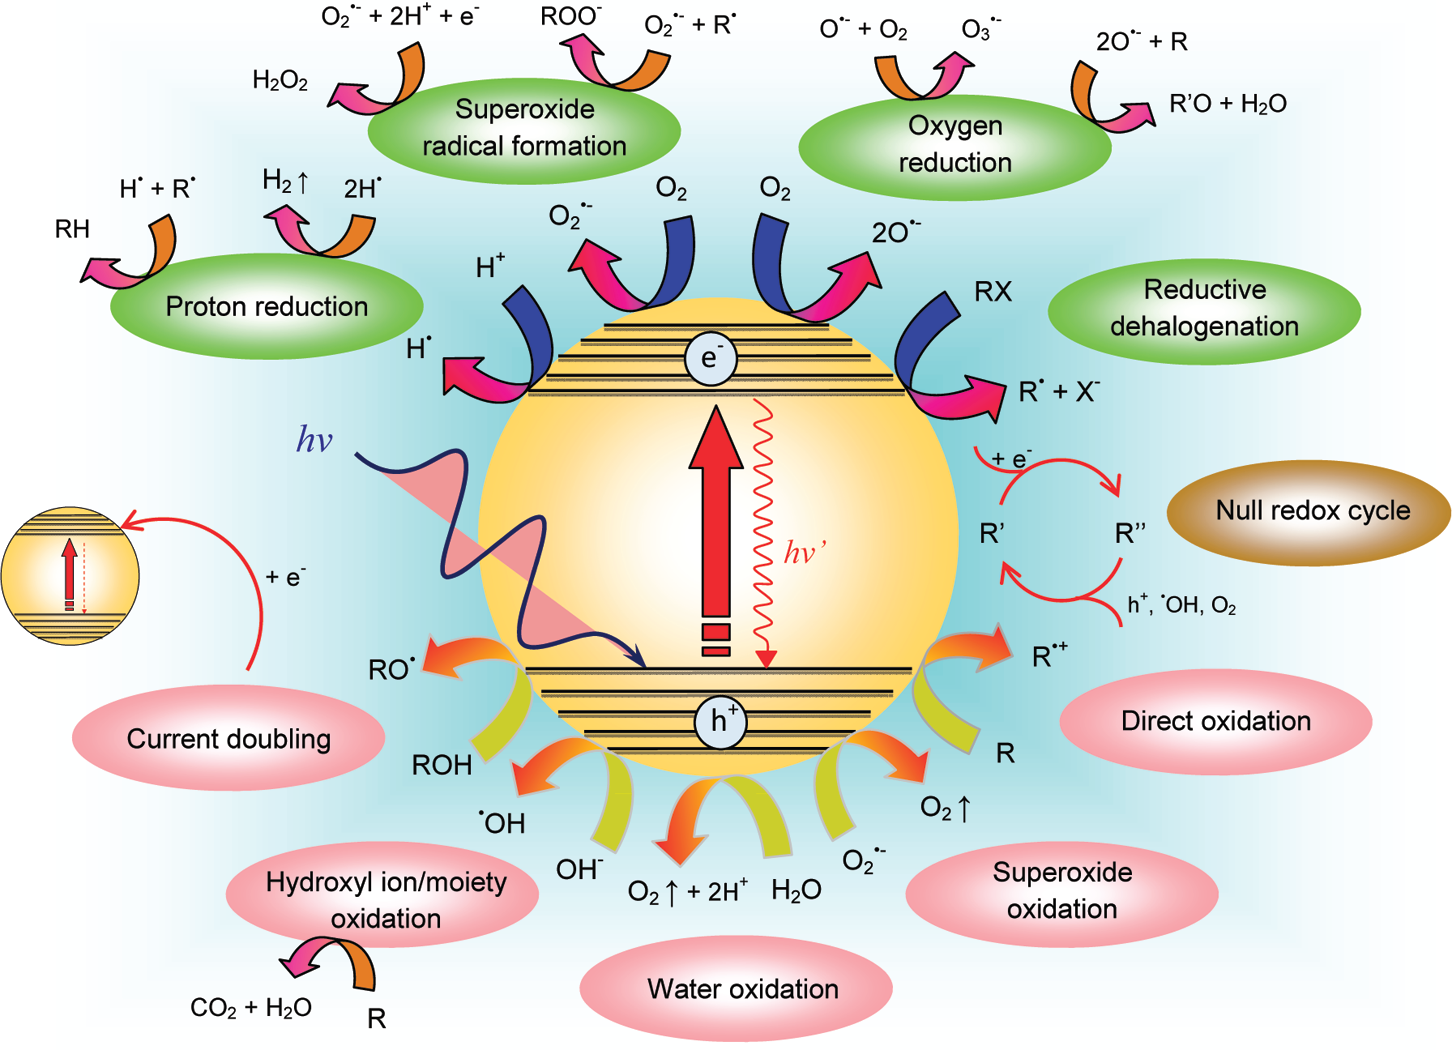 O₂•⁻ + 2H⁺ + e⁻
ROO⁻
O₂•⁻ + R•
O•⁻ + O₂
O₃•⁻
2O•⁻ + R
H₂O₂
Superoxide
radical formation
Oxygen
reduction
R’O + H₂O
H• + R•
H₂↑
2H•
RH
O₂•⁻
O₂
O₂
2O•⁻
Proton reduction
H⁺
RX
Reductive
dehalogenation
H•
e⁻
R• + X⁻
hν
+ e⁻
Null redox cycle
R’
R’’
hν’
+ e⁻
h⁺, •OH, O₂
RO•
R•⁺
Current doubling
ROH
h⁺
R
Direct oxidation
•OH
O₂↑
OH⁻
O₂↑ + 2H⁺
H₂O
O₂•⁻
Hydroxyl ion/moiety
oxidation
Superoxide
oxidation
CO₂ + H₂O
R
Water oxidation